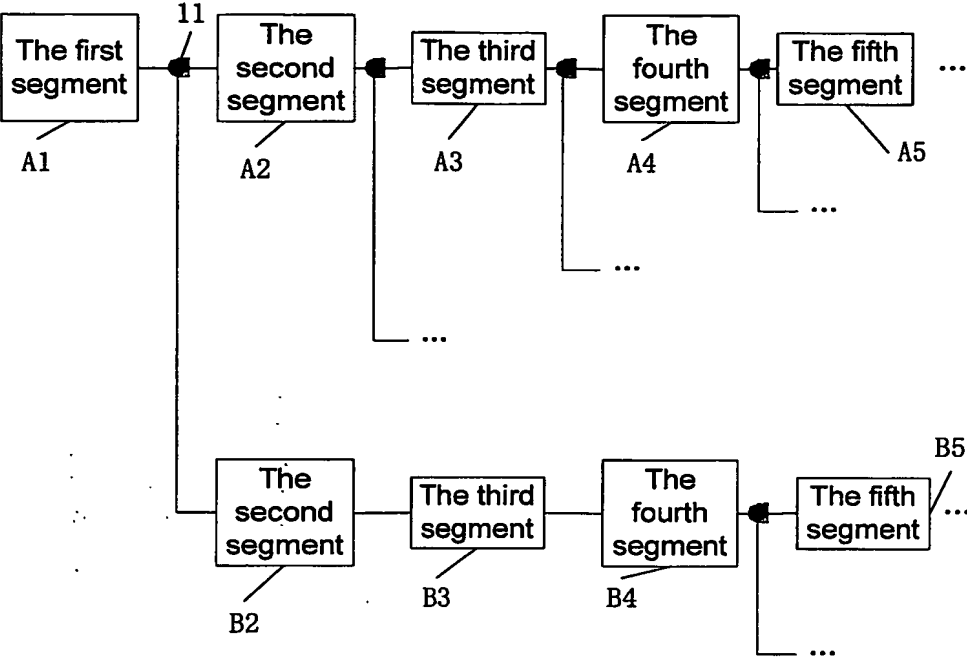 11
The first
segment
The
second
segment
The third
segment
The
fourth
segment
The fifth
segment
...
A1
A2
A3
A4
A5
...
...
...
The
second
segment
The third
segment
The
fourth
segment
The fifth
segment
B5
...
B2
B3
B4
...